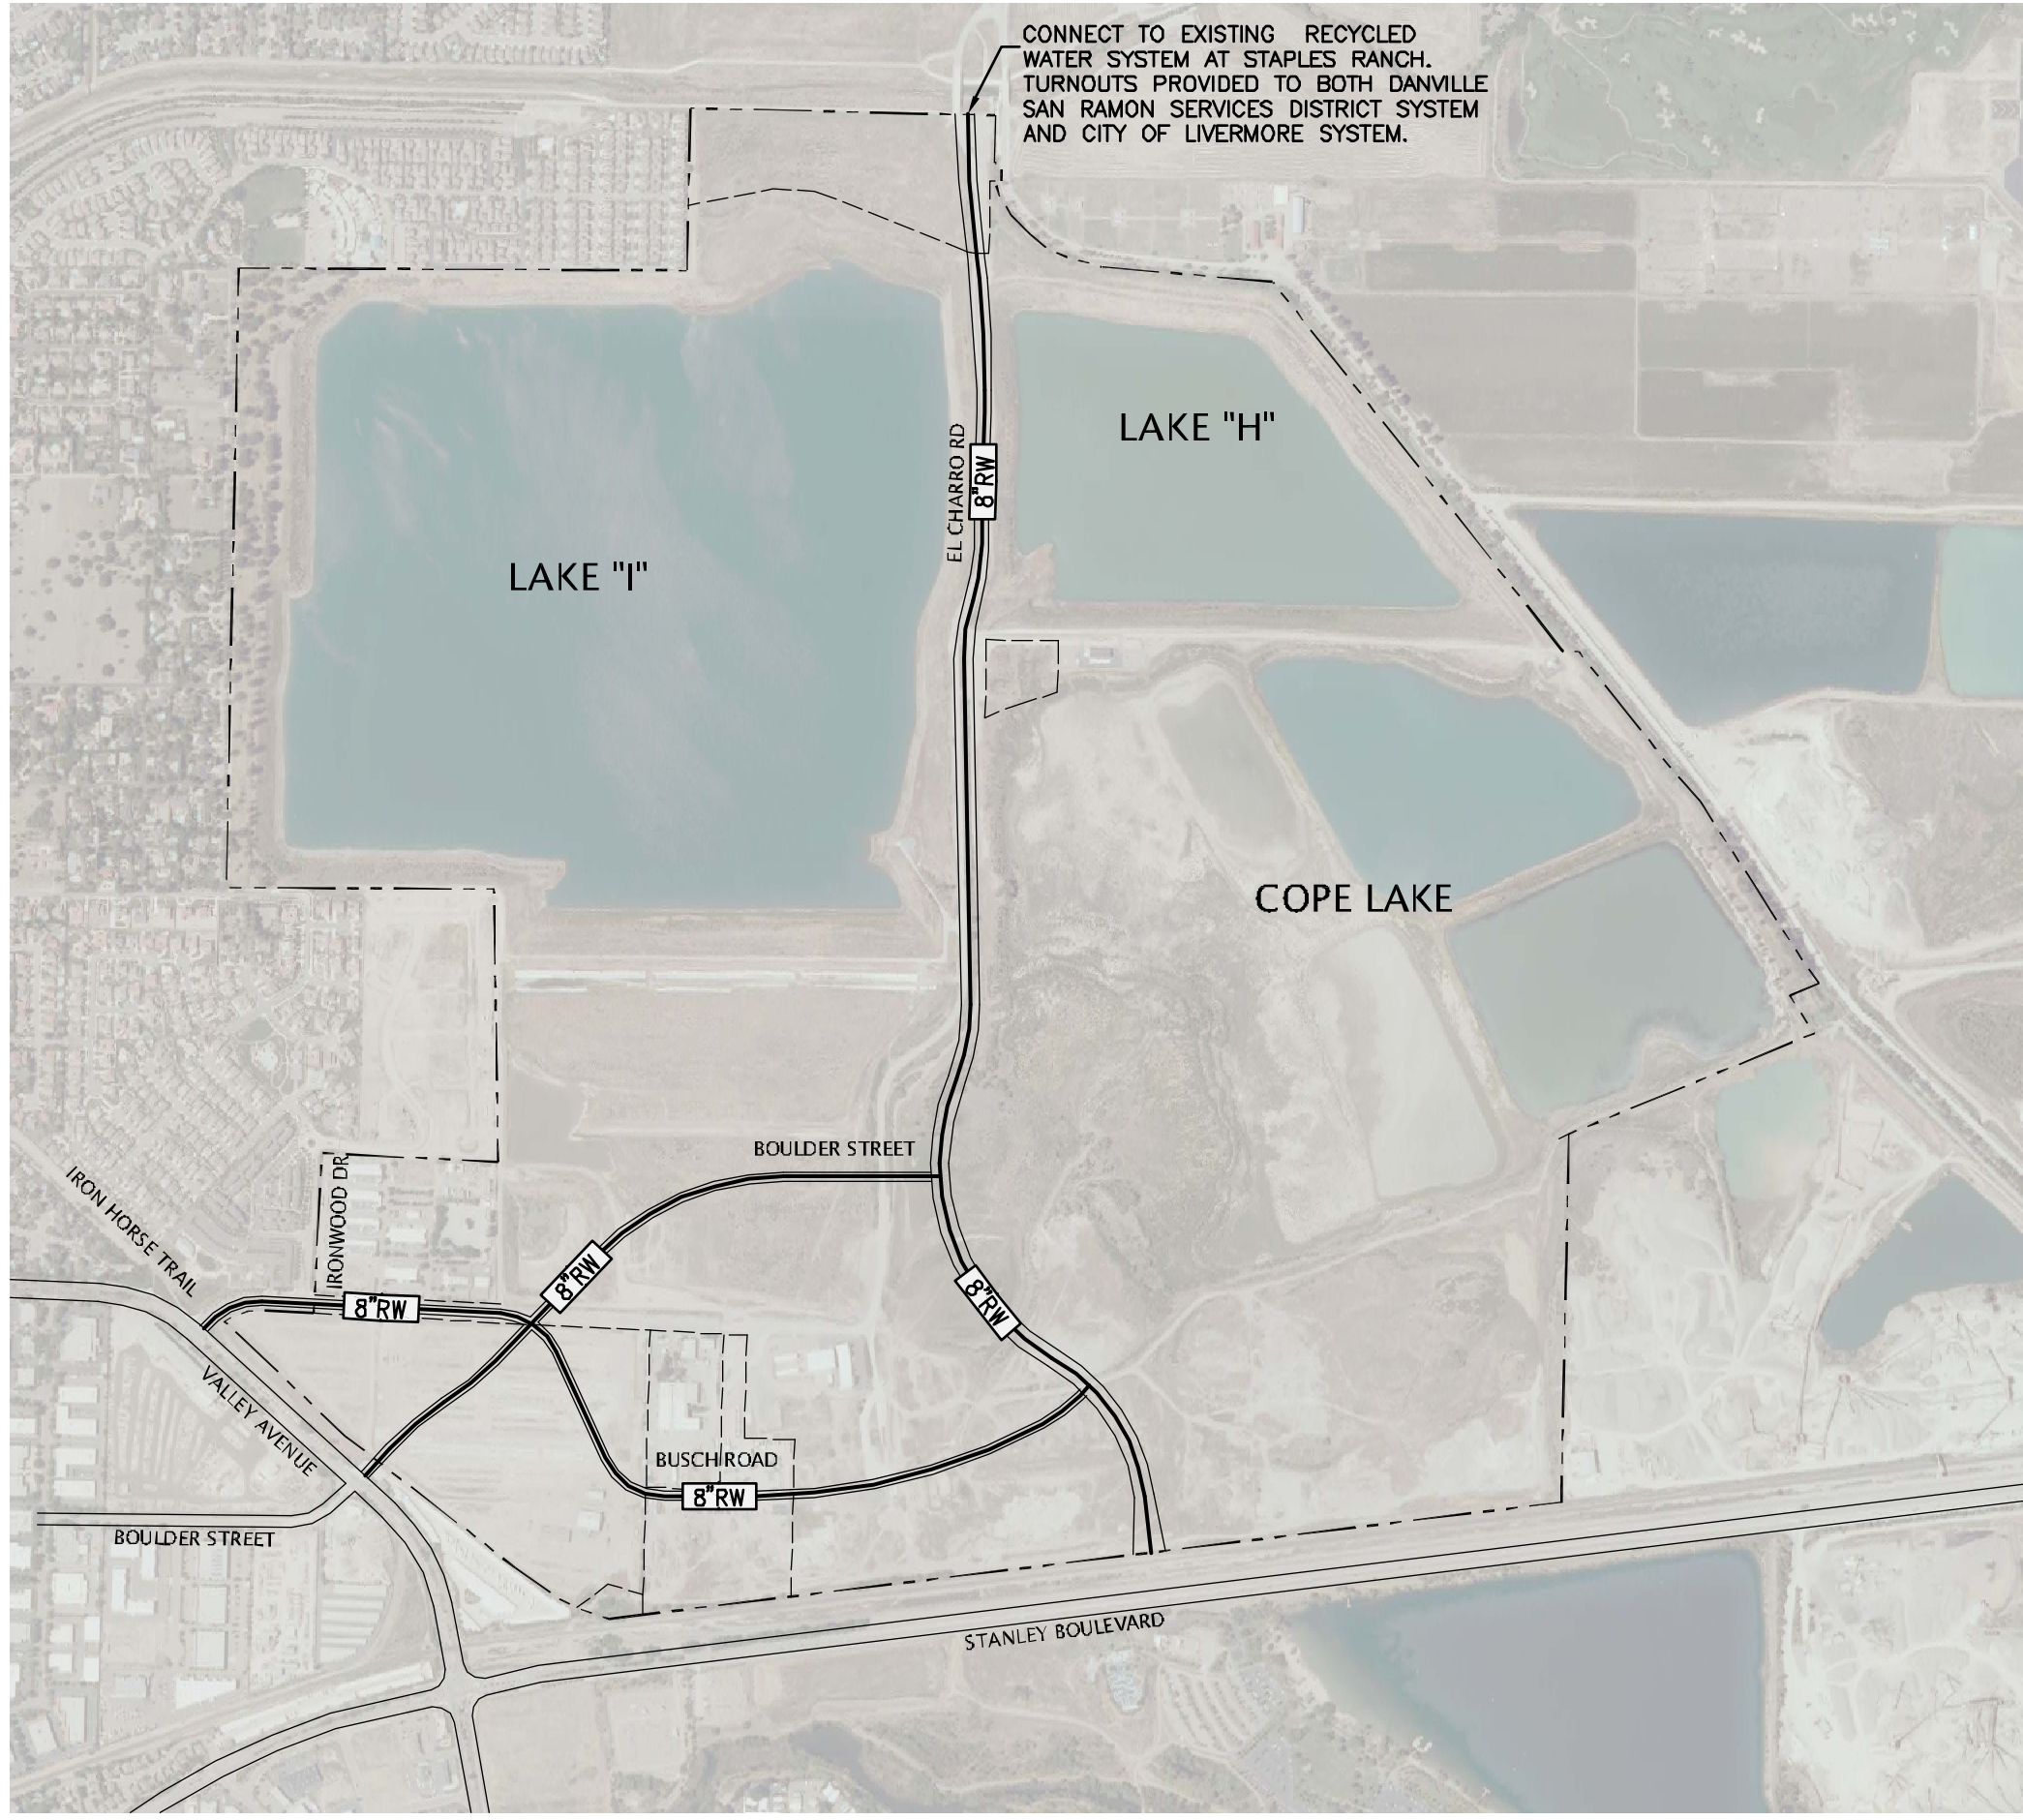 CONNECT TO EXISTING RECYCLED
WATER SYSTEM AT STAPLES RANCH.
TURNOUTS PROVIDED TO BOTH DANVILLE
SAN RAMON SERVICES DISTRICT SYSTEM
AND CITY OF LIVERMORE SYSTEM.
LAKE "H"
EL CHARRO RD
8"RW
LAKE "I"
COPE LAKE
BOULDER STREET
IRONWOOD DR
IRON HORSE TRAIL
8"RW
8"RW
8"RW
VALLEY AVENUE
BUSCH ROAD
8"RW
BOULDER STREET
STANLEY BOULEVARD